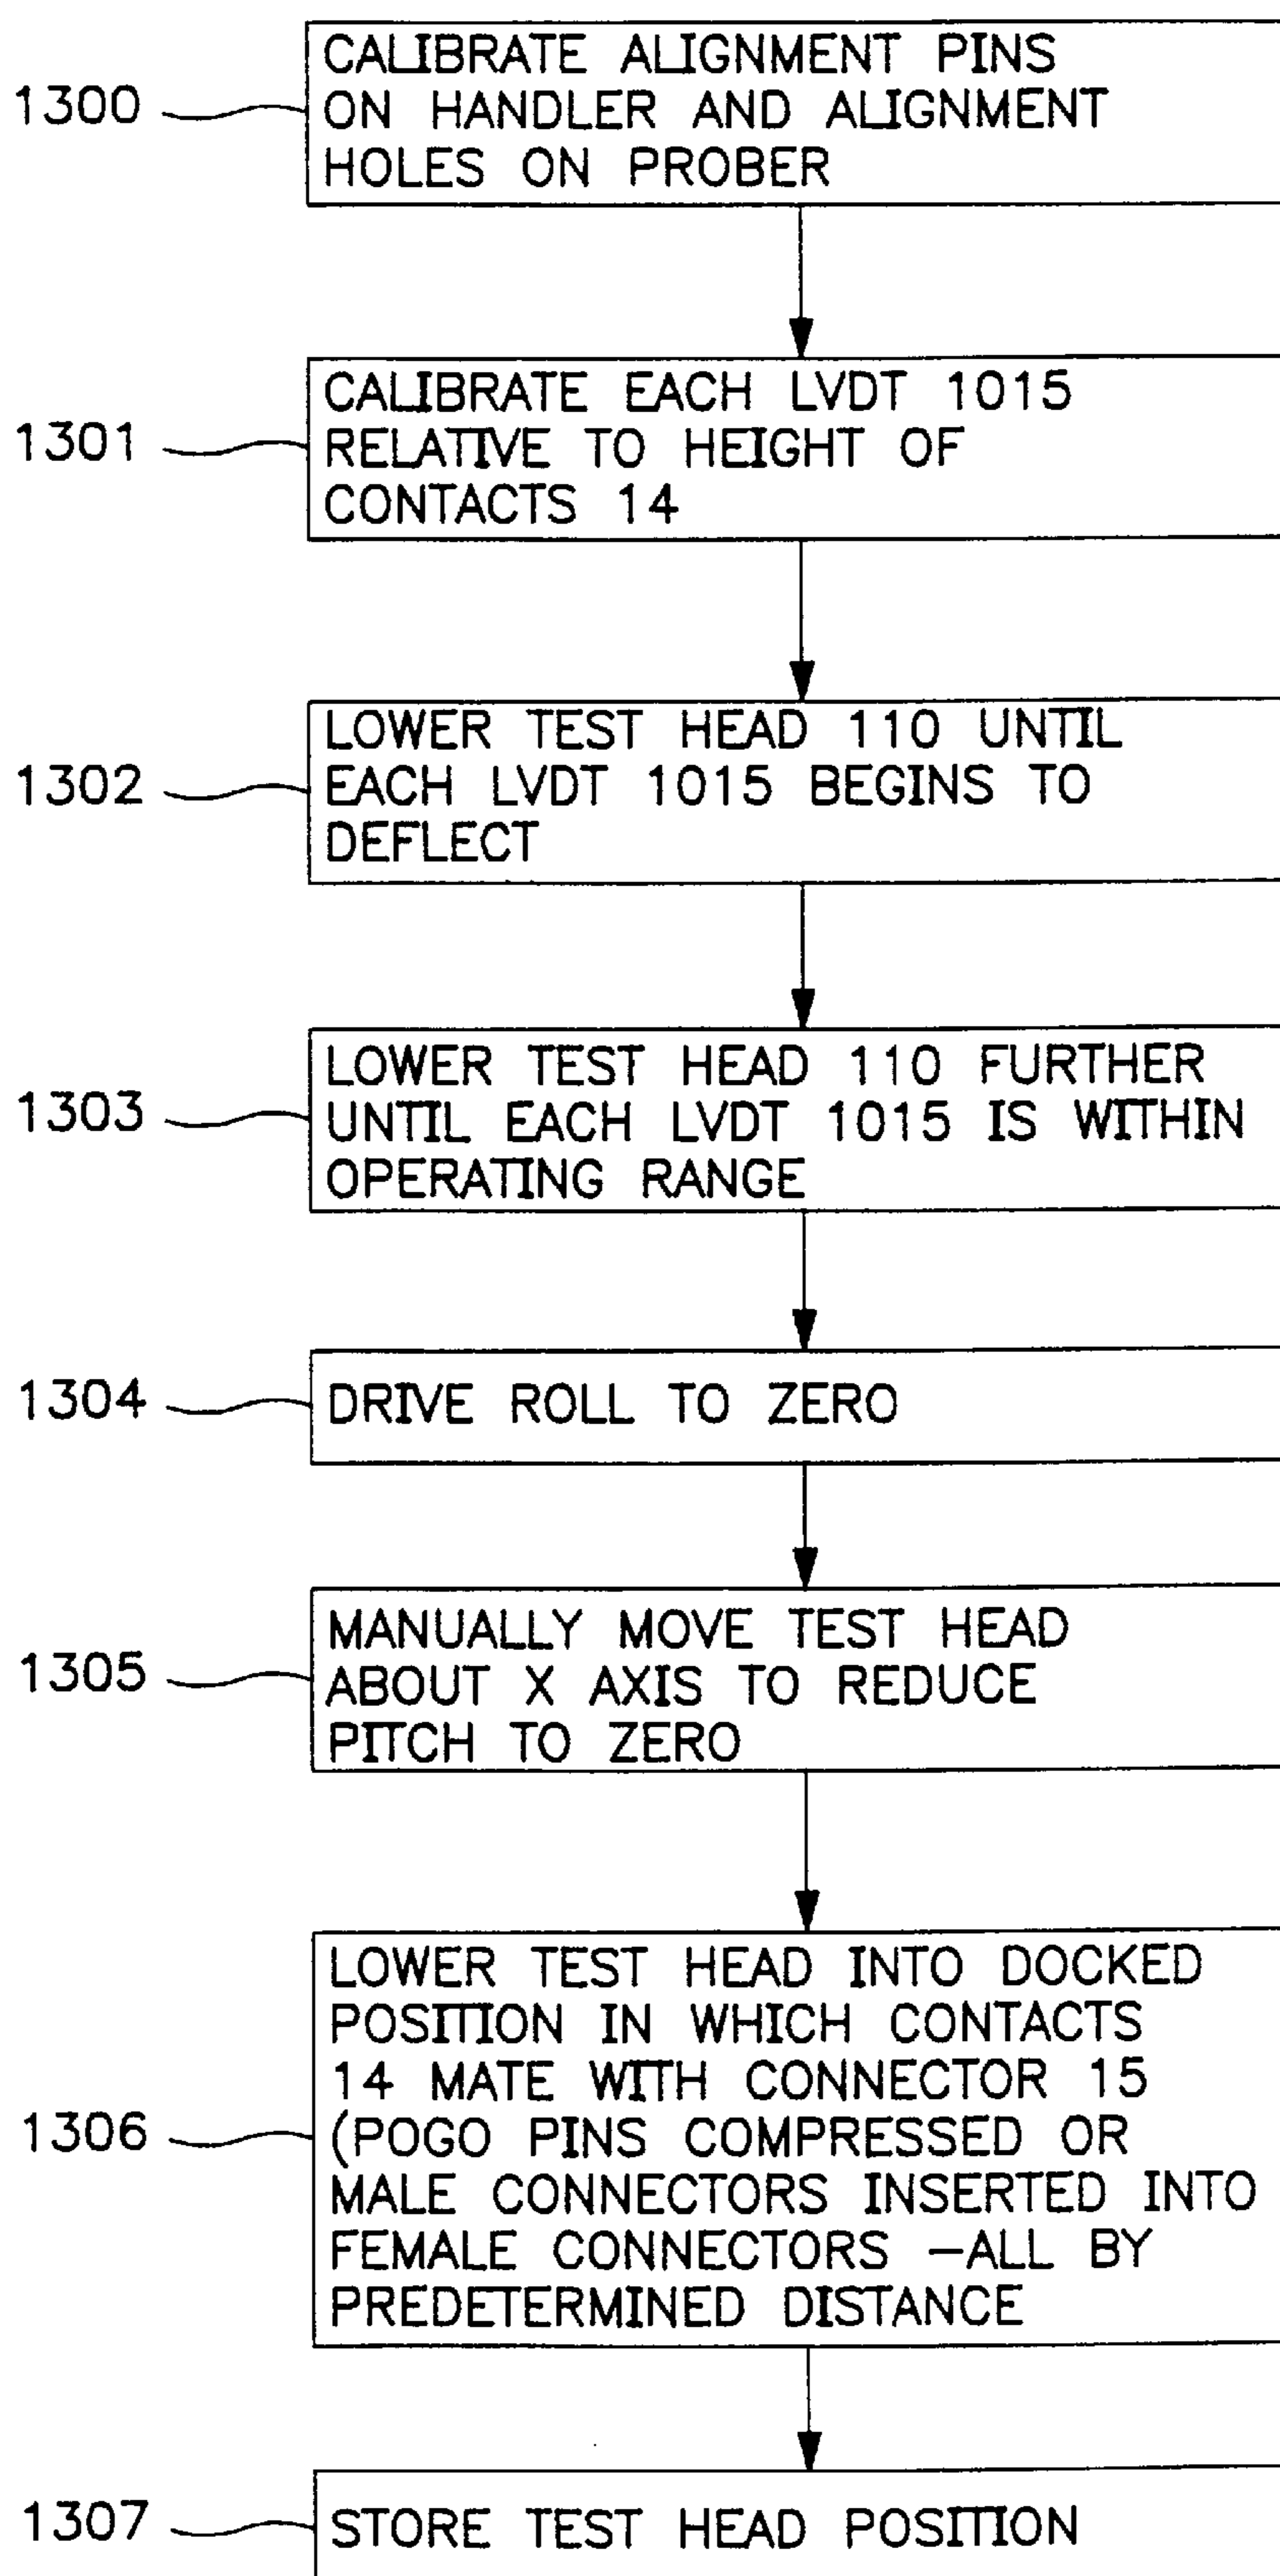 1300
CALIBRATE ALIGNMENT PINS
ON HANDLER AND ALIGNMENT
HOLES ON PROBER
1301
CALIBRATE EACH LVDT 1015
RELATIVE TO HEIGHT OF
CONTACTS 14
1302
LOWER TEST HEAD 110 UNTIL
EACH LVDT 1015 BEGINS TO
DEFLECT
1303
LOWER TEST HEAD 110 FURTHER
UNTIL EACH LVDT 1015 IS WITHIN
OPERATING RANGE
1304
DRIVE ROLL TO ZERO
1305
MANUALLY MOVE TEST HEAD
ABOUT X AXIS TO REDUCE
PITCH TO ZERO
1306
LOWER TEST HEAD INTO DOCKED
POSITION IN WHICH CONTACTS
14 MATE WITH CONNECTOR 15
(POGO PINS COMPRESSED OR
MALE CONNECTORS INSERTED INTO
FEMALE CONNECTORS –ALL BY
PREDETERMINED DISTANCE
1307
STORE TEST HEAD POSITION